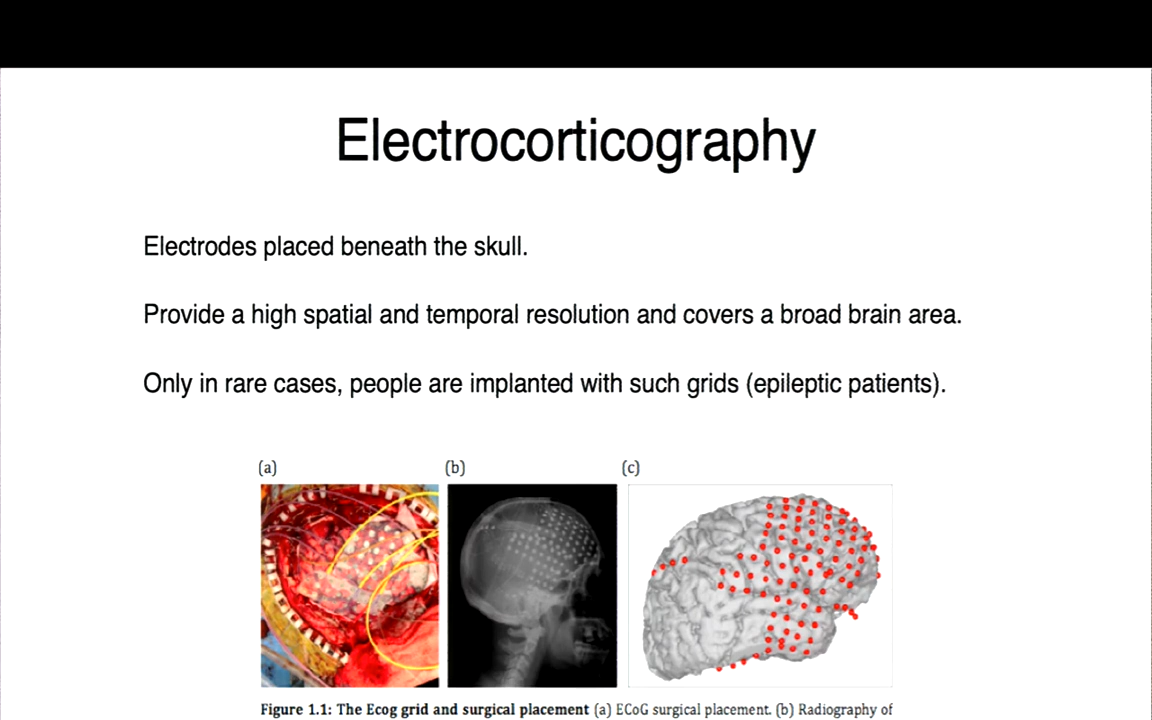 Electrocorticography
Electrodes placed beneath the skull.
Provide a high spatial and temporal resolution and covers a broad brain area.
Only in rare cases, people are implanted with such grids (epileptic patients).
(a) (b) (c)
Figure 1.1: The Ecog grid and surgical placement (a) ECoG surgical placement. (b) Radiography of